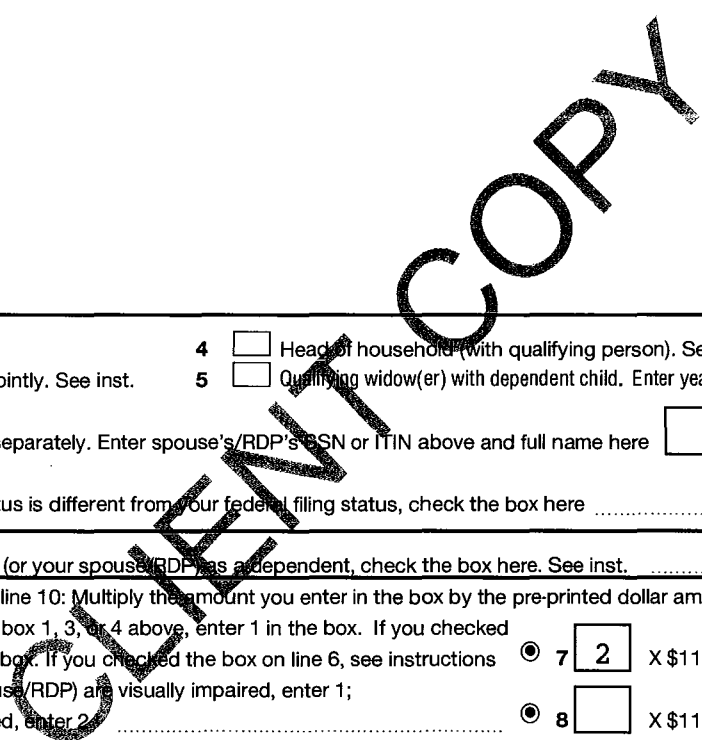 CLIENT COPY
4 Head of household (with qualifying person). Se
ointly. See inst. 5 Qualifying widow(er) with dependent child. Enter yea
eparately. Enter spouse's/RDP's SSN or ITIN above and full name here
tus is different from your federal filing status, check the box here
(or your spouse/RDP) as a dependent, check the box here. See inst.
line 10: Multiply the amount you enter in the box by the pre-printed dollar am
box 1, 3, or 4 above, enter 1 in the box. If you checked
box. If you checked the box on line 6, see instructions 7 2 X $11
se/RDP) are visually impaired, enter 1;
ed, enter 2 8 X $11